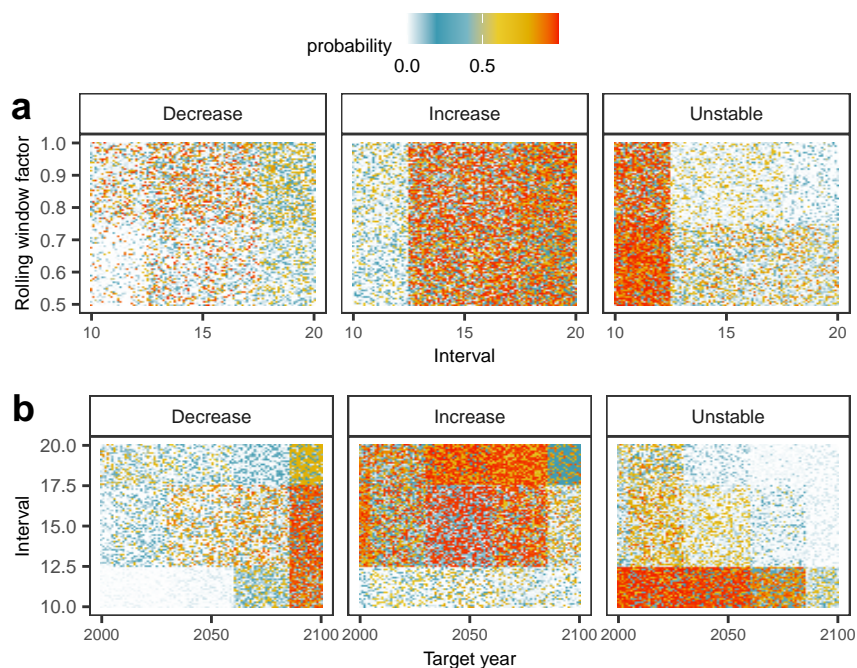 probability
0.0 0.5
a
Decrease Increase Unstable
Rolling window factor
1.0
0.9
0.8
0.7
0.6
0.5
10 15 20 10 15 20 10 15 20
Interval
b
Decrease Increase Unstable
Interval
20.0
17.5
15.0
12.5
10.0
2000 2050 2100 2000 2050 2100 2000 2050 2100
Target year